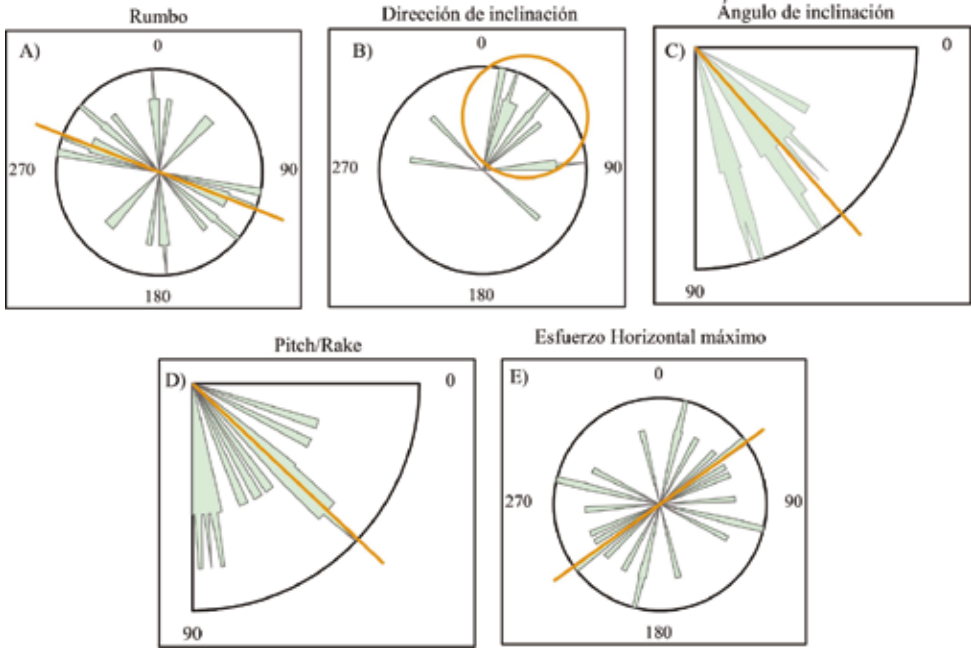 Rumbo
A)
0
270
90
180
Dirección de inclinación
B)
0
270
90
180
Ángulo de inclinación
C)
0
90
Pitch/Rake
D)
0
90
Esfuerzo Horizontal máximo
E)
0
270
90
180